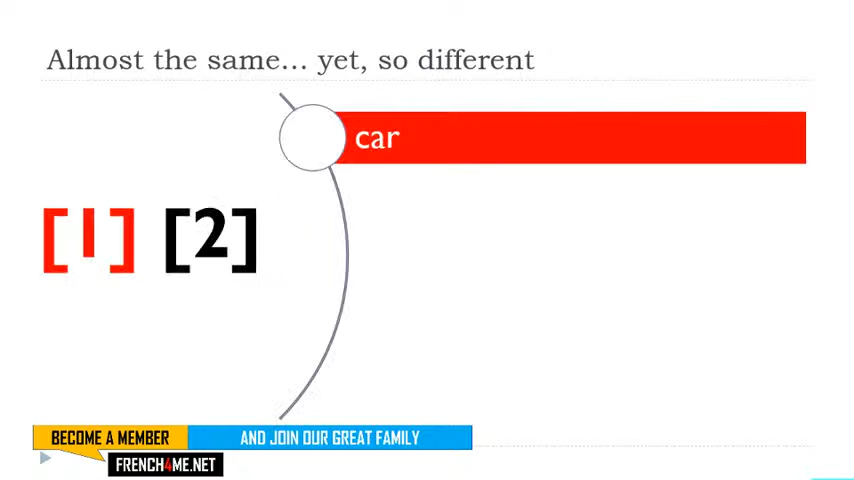 Almost the same... yet, so different
car
[1] [2]
BECOME A MEMBER AND JOIN OUR GREAT FAMILY
FRENCH4ME.NET